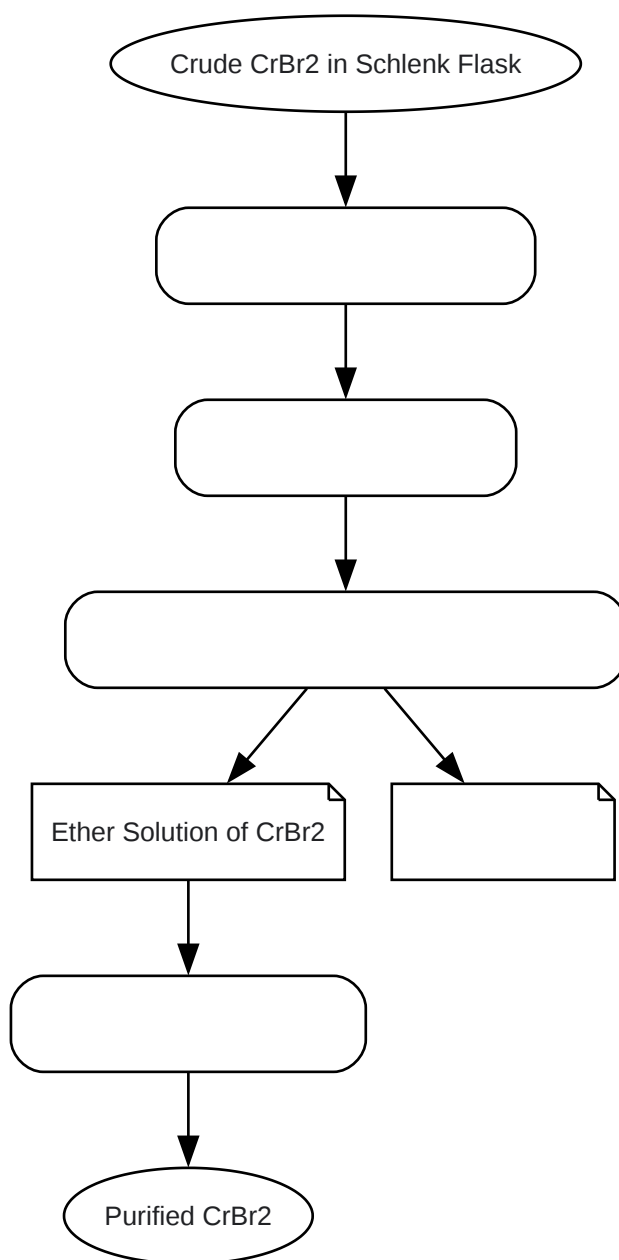 Crude CrBr2 in Schlenk Flask
Ether Solution of CrBr2
Purified CrBr2